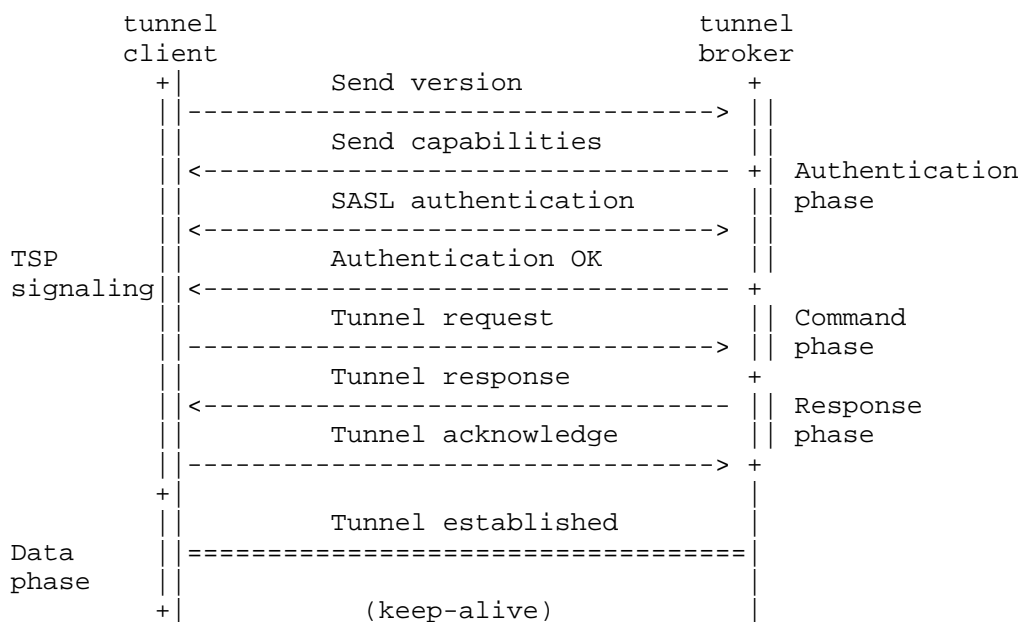 tunnel tunnel
client broker
+| Send version +
||---------------------------------> ||
|| Send capabilities ||
||<--------------------------------- +| Authentication
|| SASL authentication || phase
||<--------------------------------> ||
TSP || Authentication OK ||
signaling||<--------------------------------- +
|| Tunnel request || Command
||---------------------------------> || phase
|| Tunnel response +
||<--------------------------------- || Response
|| Tunnel acknowledge || phase
||---------------------------------> +
+| |
|| Tunnel established |
Data ||===================================|
phase || |
+| (keep-alive) |